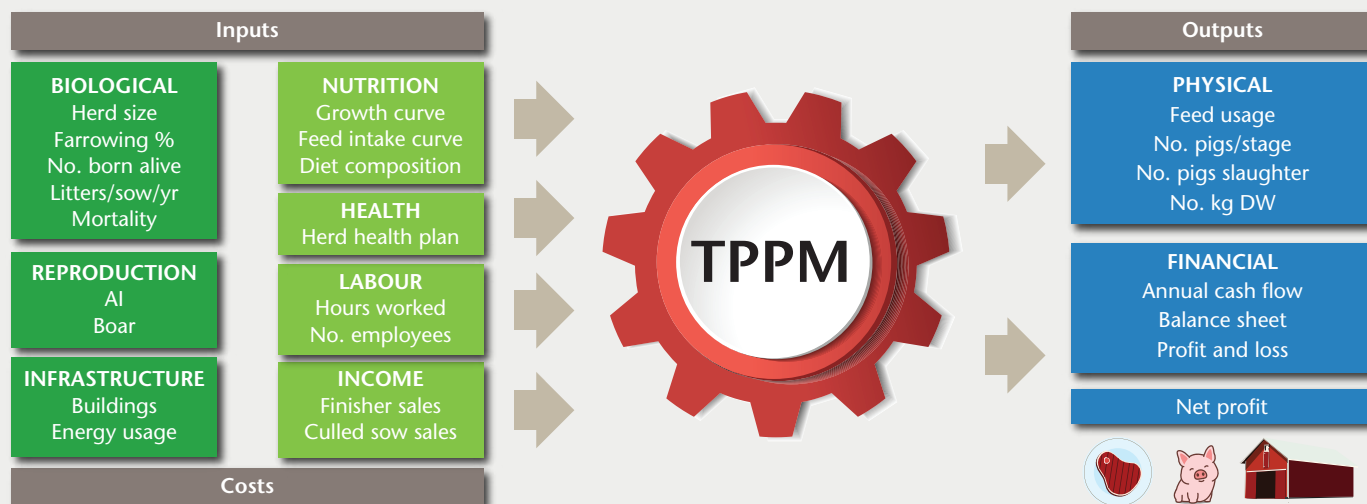 Inputs
BIOLOGICAL
Herd size
Farrowing %
No. born alive
Litters/sow/yr
Mortality
REPRODUCTION
AI
Boar
INFRASTRUCTURE
Buildings
Energy usage
NUTRITION
Growth curve
Feed intake curve
Diet composition
HEALTH
Herd health plan
LABOUR
Hours worked
No. employees
INCOME
Finisher sales
Culled sow sales
Costs
TPPM
Outputs
PHYSICAL
Feed usage
No. pigs/stage
No. pigs slaughter
No. kg DW
FINANCIAL
Annual cash flow
Balance sheet
Profit and loss
Net profit